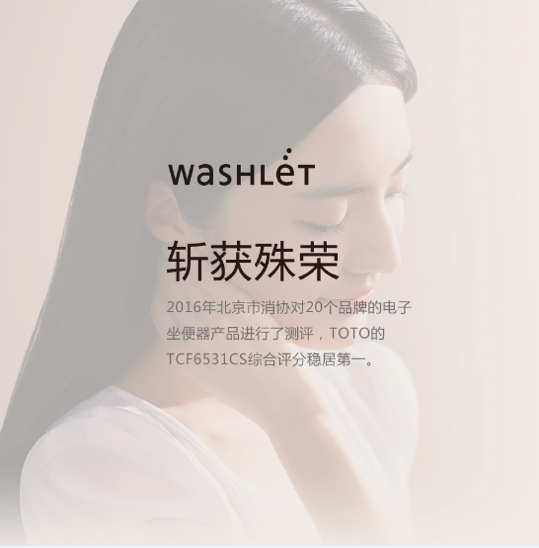 WASHLET
斩获殊荣
2016年北京市消协对20个品牌的电子
坐便器产品进行了测评，TOTO的
TCF6531CS综合评分稳居第一。